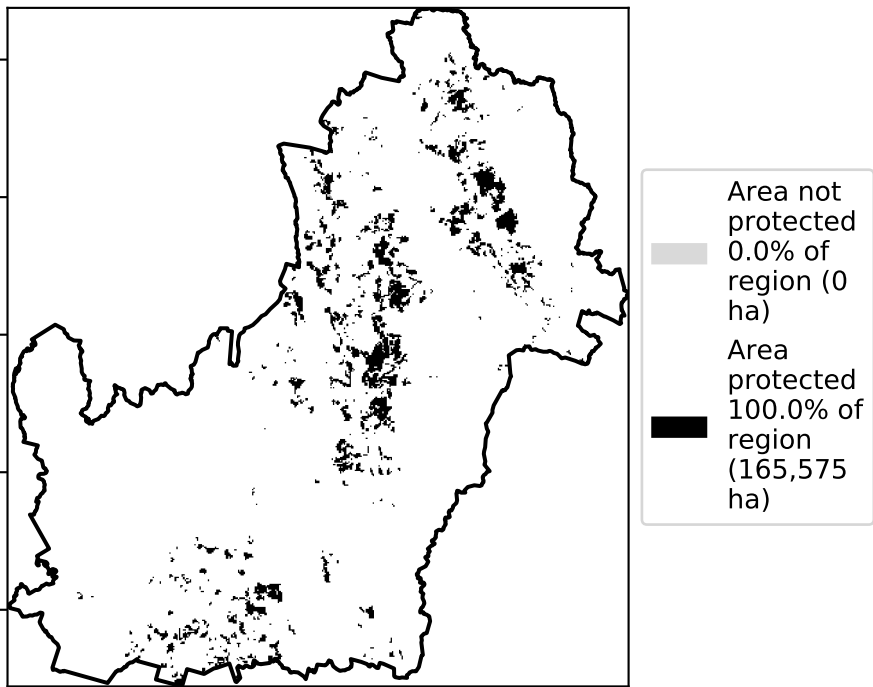 Area not
protected
0.0% of
region (0
ha)
Area
protected
100.0% of
region
(165,575
ha)